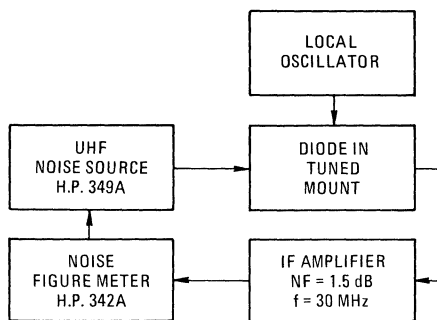 LOCAL
OSCILLATOR
UHF
NOISE SOURCE
H.P. 349A
DIODE IN
TUNED
MOUNT
NOISE
FIGURE METER
H.P. 342A
IF AMPLIFIER
NF = 1.5 dB
f = 30 MHz